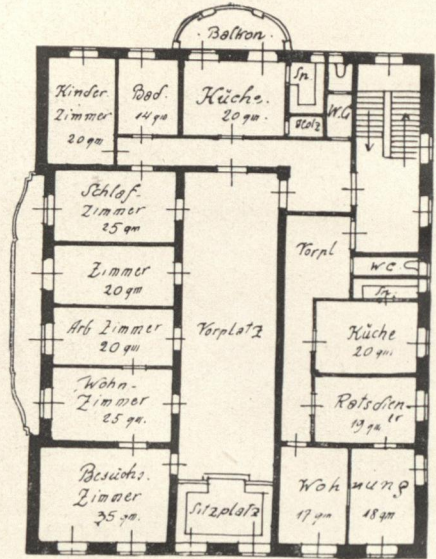 Balkon.
Kinder
Zimmer
20 qm
Bad.
14 qm
Küche.
20 qm.
Sp.
Holz
W.C
Schlaf-
Zimmer
25 qm
Zimmer
20 qm
Arb Zimmer
20 qm
Wohn-
Zimmer
25 qm.
Besuchs.
Zimmer
35 qm.
Vorplatz
Sitzplatz
Vorpl
W.C.
Sp.
Küche
20 qm
Ratsdiener
19 qm
Wohnung
17 qm
18 qm